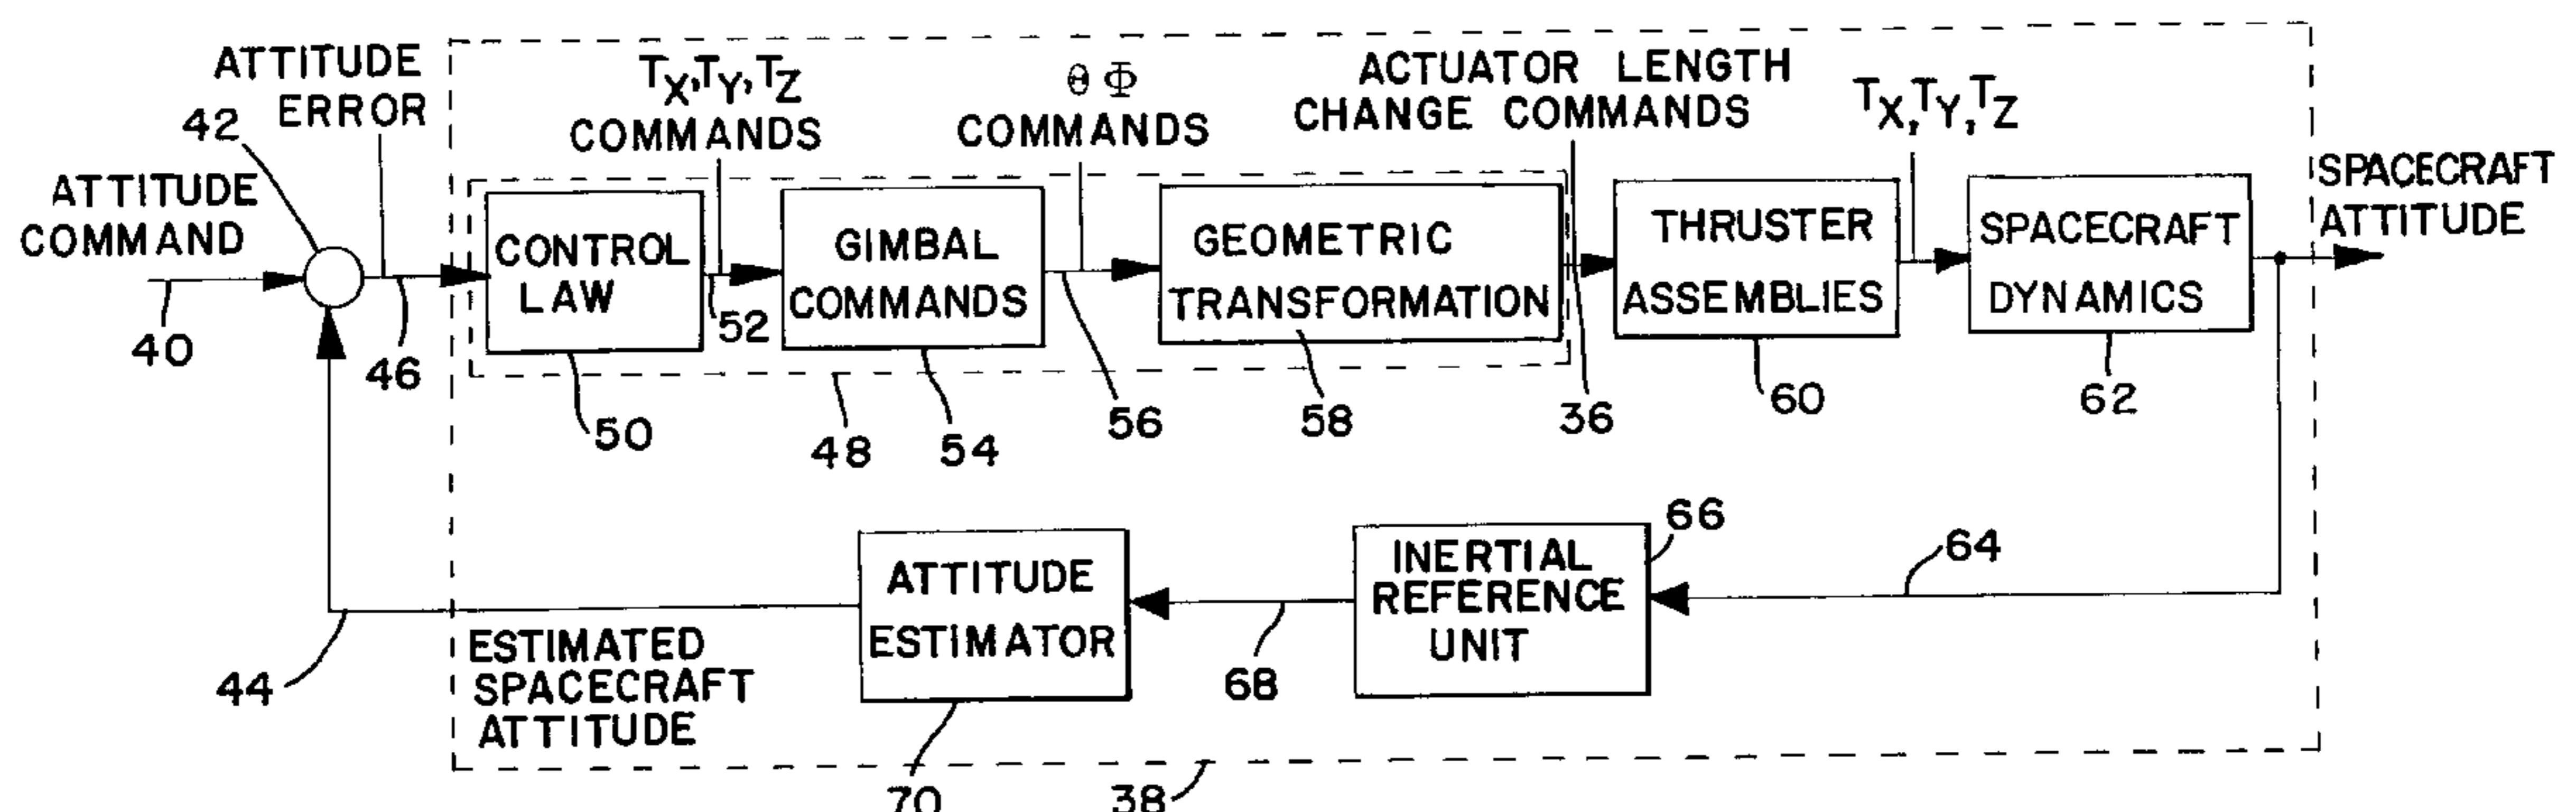 ATTITUDE
ERROR
42
ATTITUDE
COMMAND
40
46
TX,TY,TZ
COMMANDS
θ Φ
COMMANDS
ACTUATOR LENGTH
CHANGE COMMANDS
TX,TY,TZ
SPACECRAFT
ATTITUDE
CONTROL
LAW
52
GIMBAL
COMMANDS
GEOMETRIC
TRANSFORMATION
THRUSTER
ASSEMBLIES
SPACECRAFT
DYNAMICS
50
48
54
56
58
36
60
62
66
64
INERTIAL
REFERENCE
UNIT
68
ATTITUDE
ESTIMATOR
ESTIMATED
SPACECRAFT
ATTITUDE
44
70
38